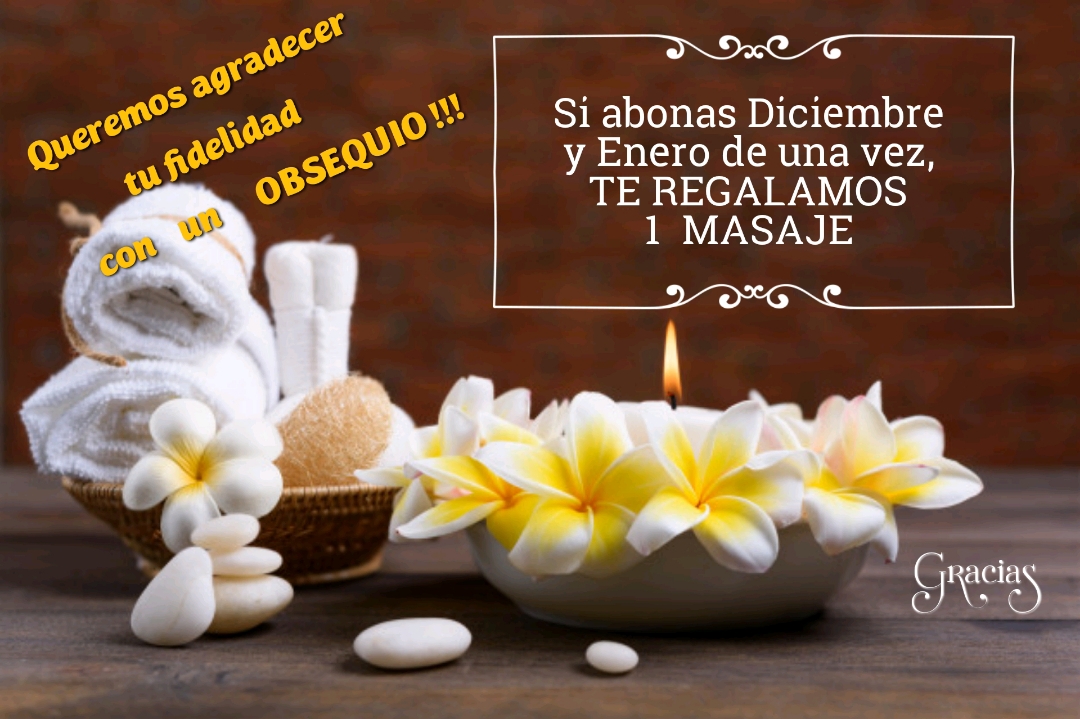 Queremos agradecer
tu fidelidad
con un OBSEQUIO !!!
Si abonas Diciembre
y Enero de una vez,
TE REGALAMOS
1 MASAJE
Gracias